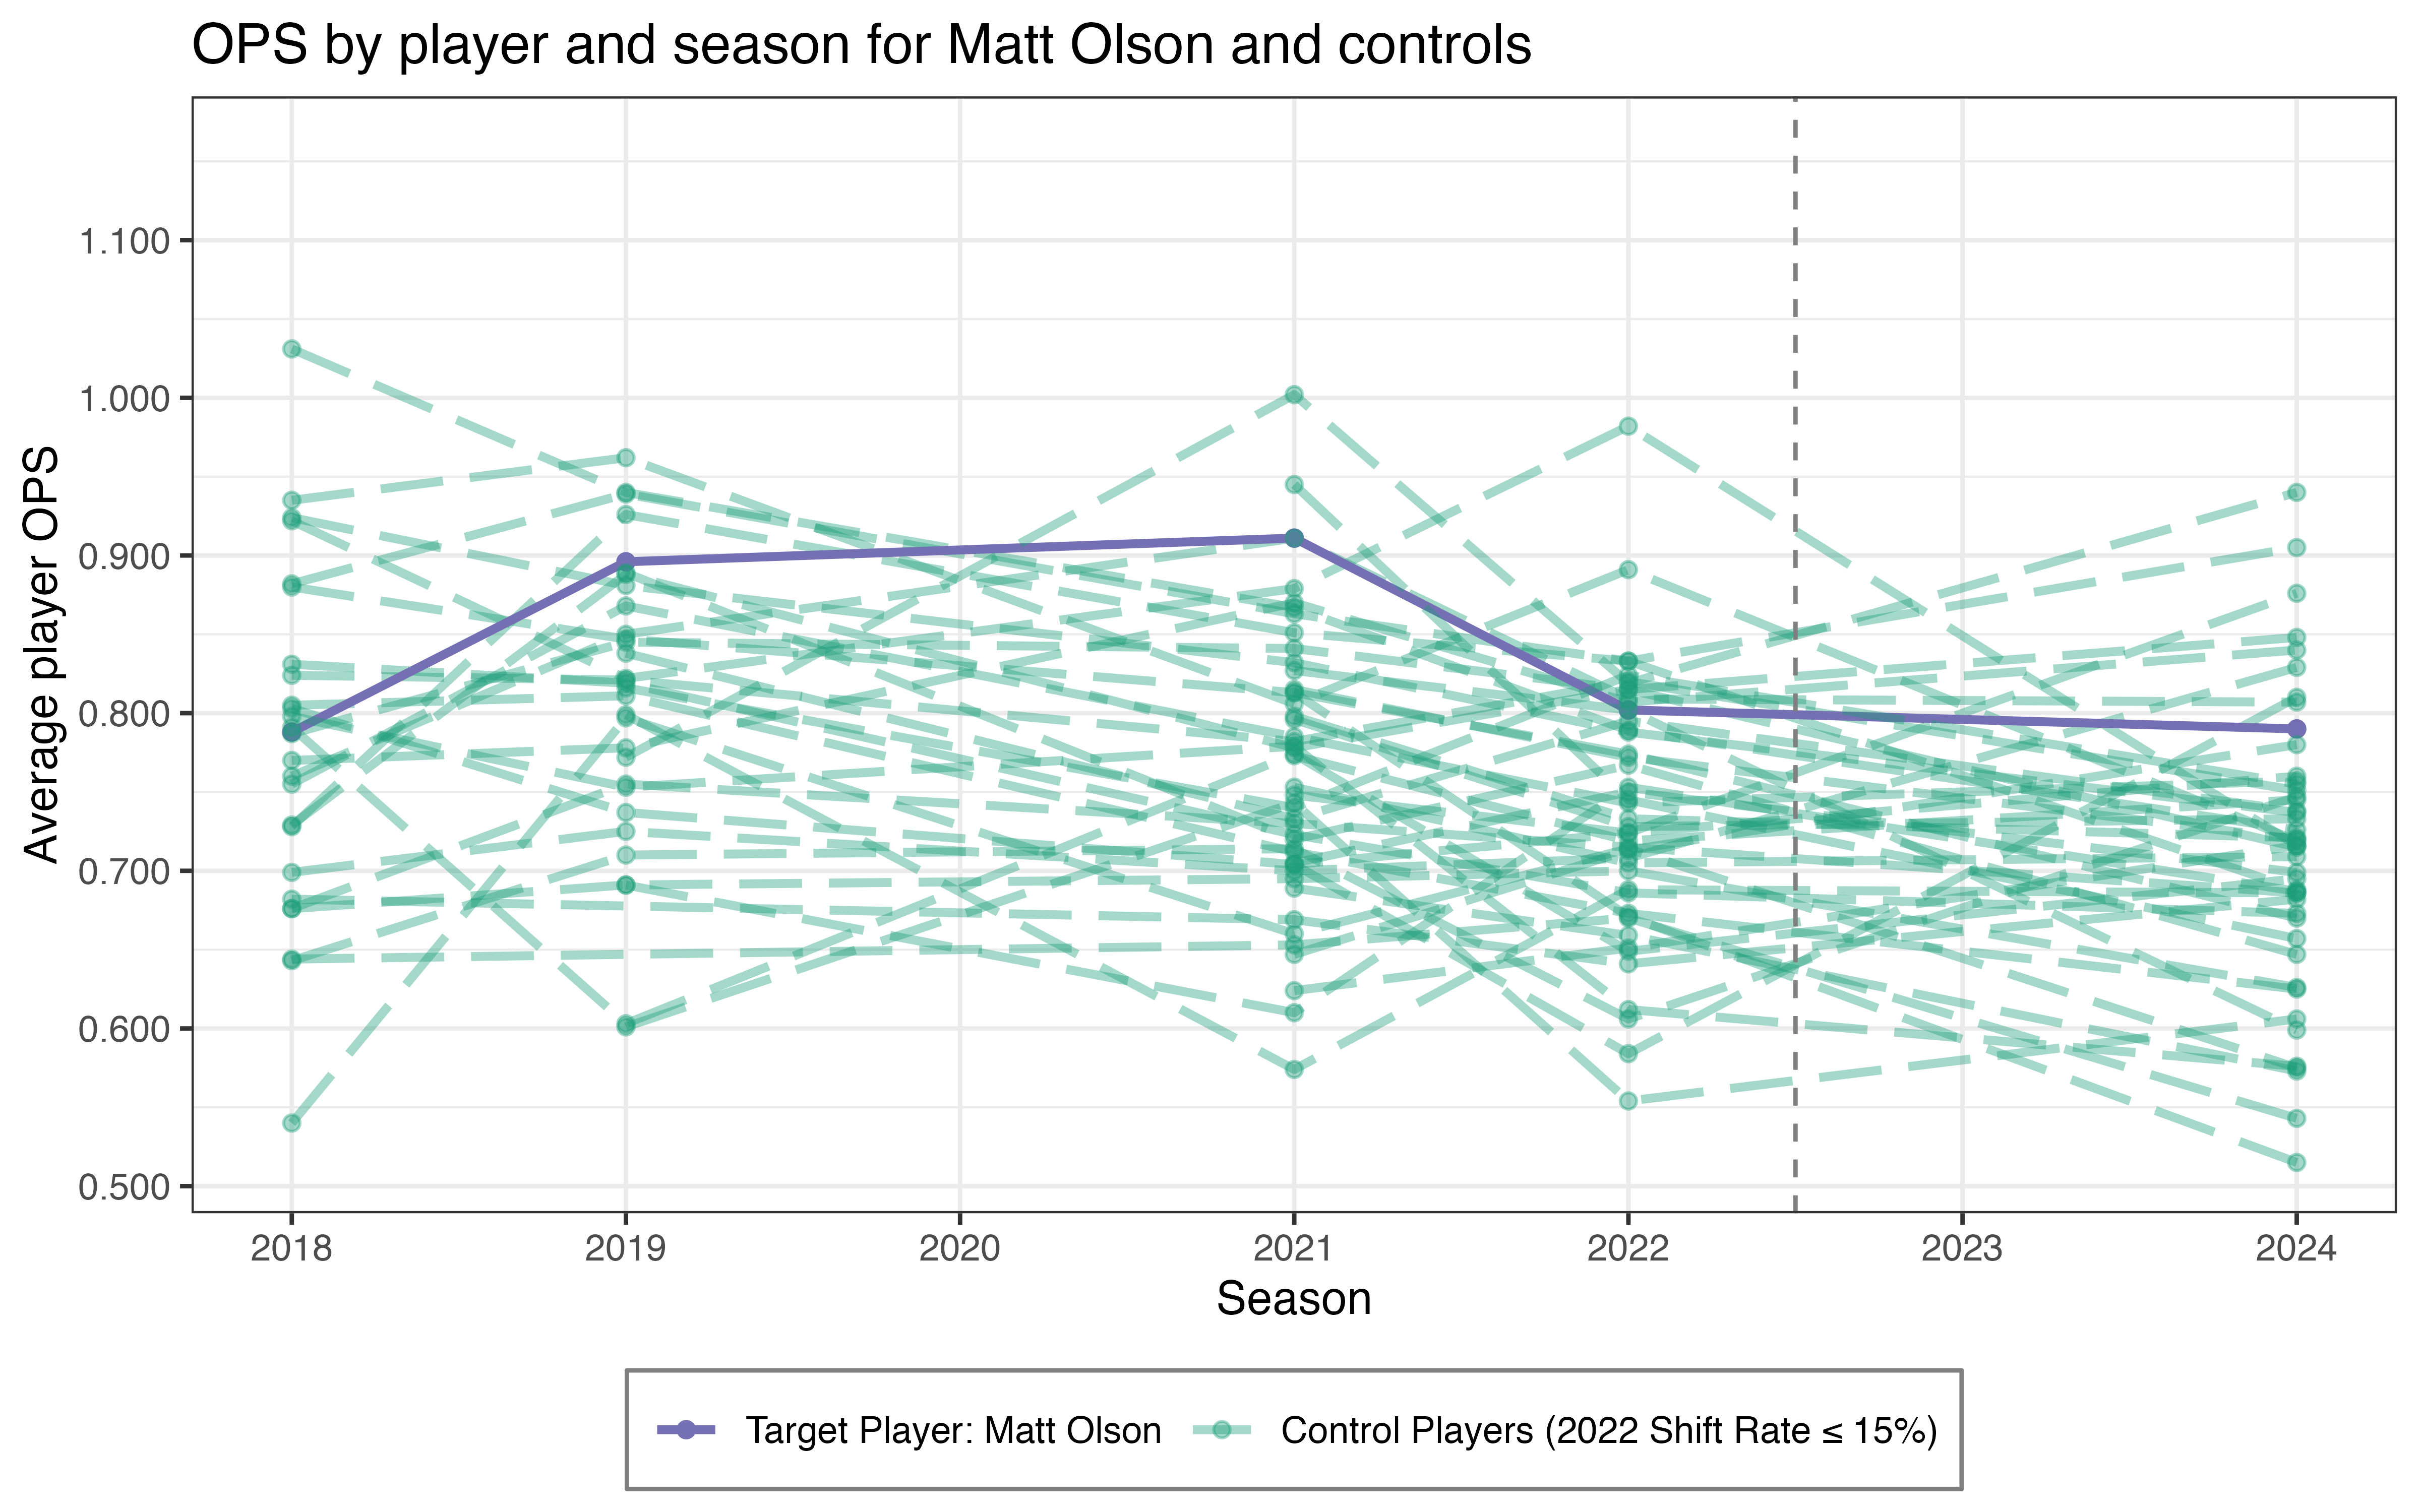 OPS by player and season for Matt Olson and controls
Average player OPS
1.100
1.000
0.900
0.800
0.700
0.600
0.500
2018 2019 2020 2021 2022 2023 2024
Season
Target Player: Matt Olson Control Players (2022 Shift Rate ≤ 15%)